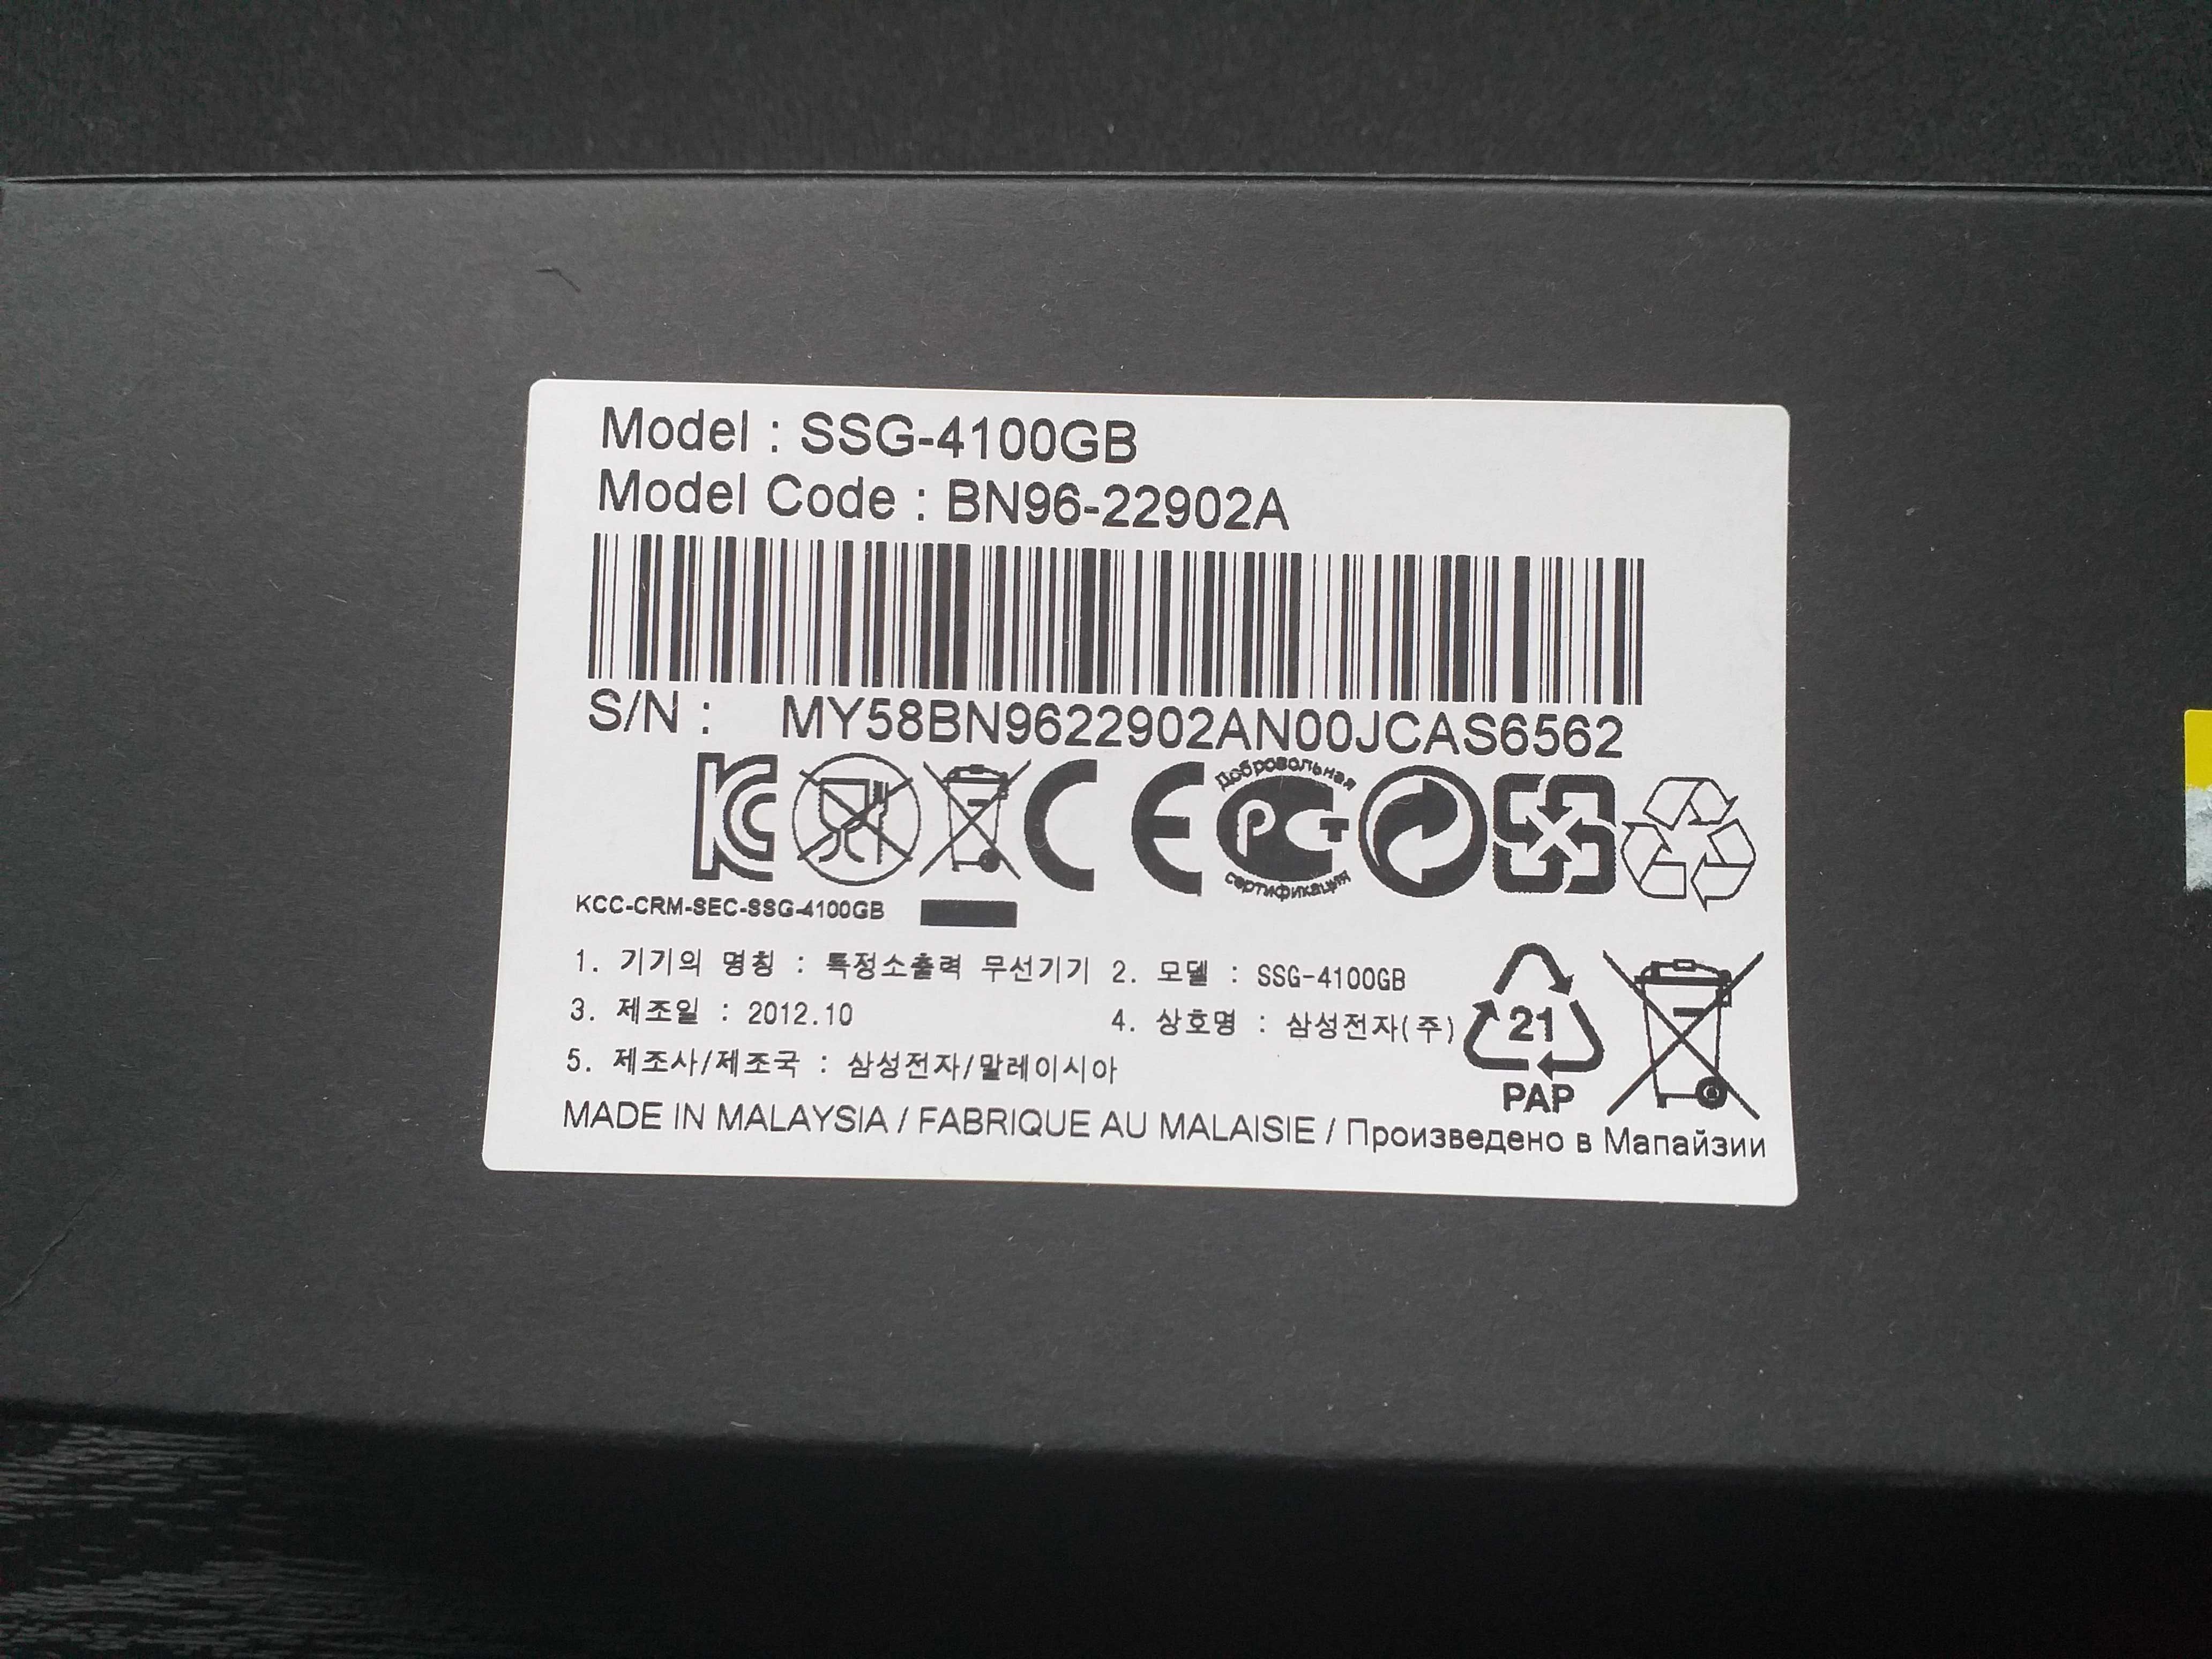 Model : SSG-4100GB
Model Code : BN96-22902A
S/N : MY58BN9622902AN00JCAS6562
Добровольная
РСТ
сертификация
KCC-CRM-SEC-SSG-4100GB
1. 기기의 명칭 : 특정소출력 무선기기 2. 모델 : SSG-4100GB
3. 제조일 : 2012.10 4. 상호명 : 삼성전자(주)
5. 제조사/제조국 : 삼성전자/말레이시아
21
PAP
MADE IN MALAYSIA / FABRIQUE AU MALAISIE / Произведено в Мапайзии